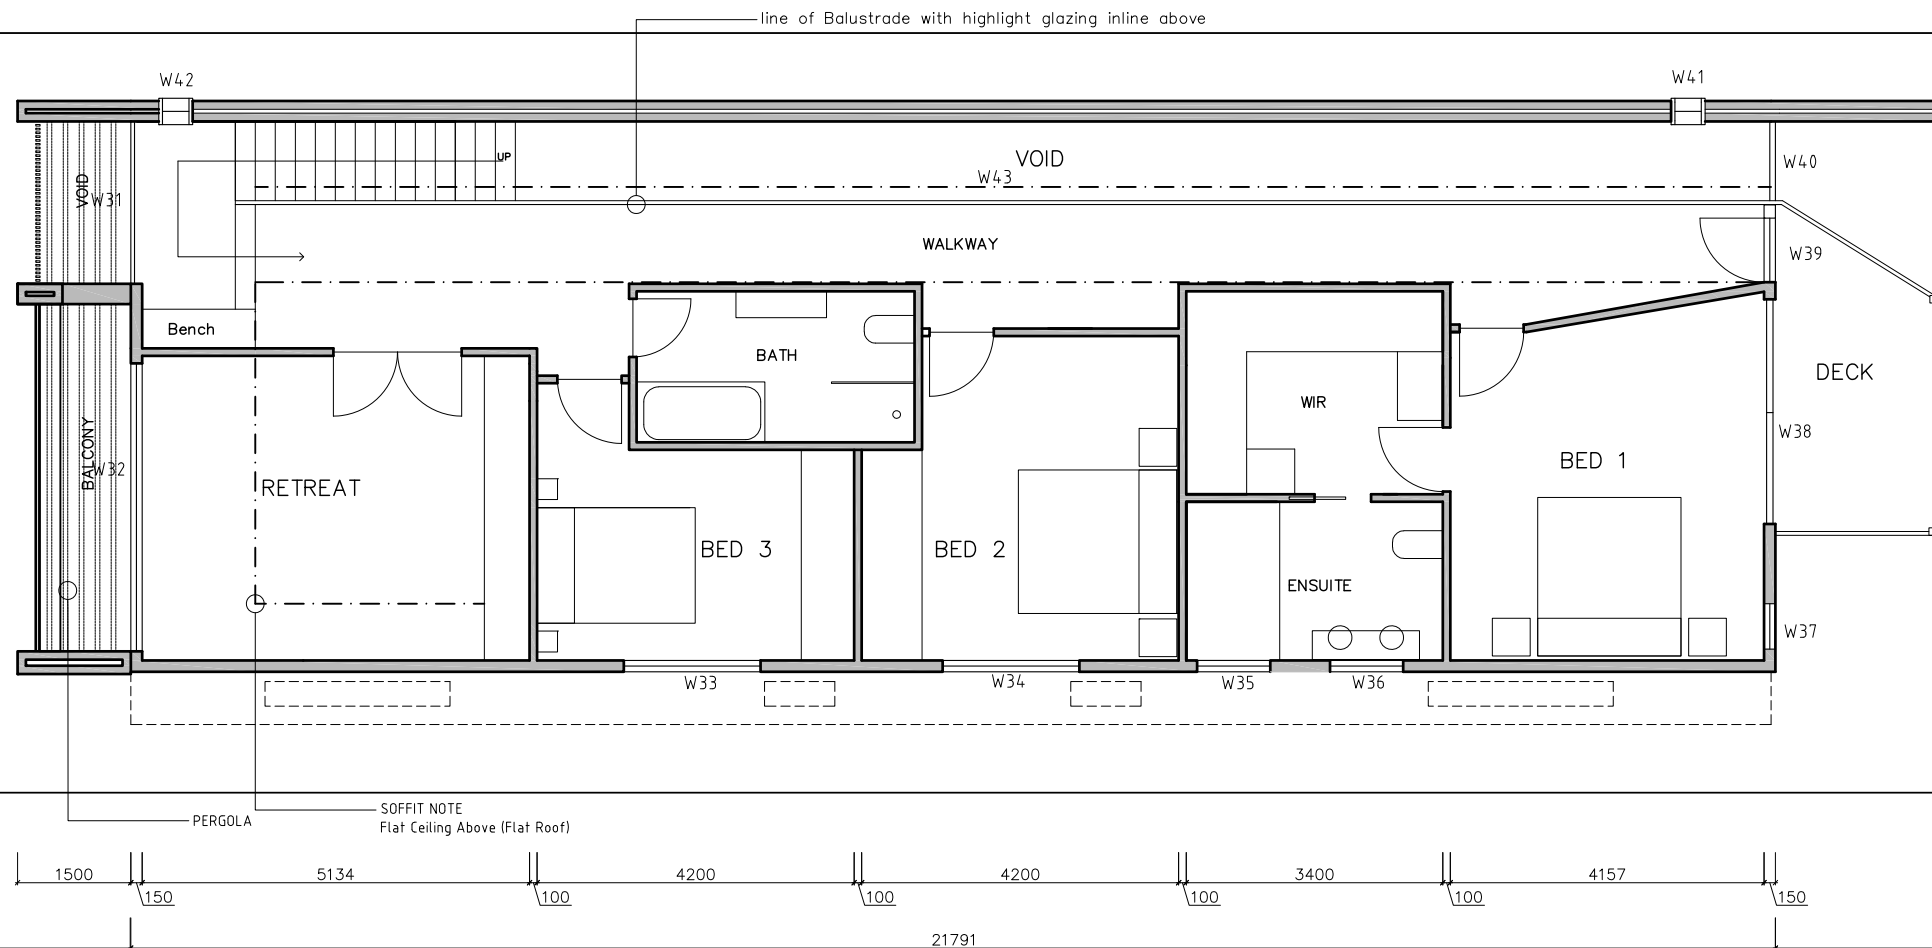 line of Balustrade with highlight glazing inline above
W42
W41
UP
VOID
W40
W43
VOID
W31
WALKWAY
W39
Bench
BATH
DECK
WIR
W38
BALCONY
W32
BED 1
RETREAT
BED 3
BED 2
ENSUITE
W37
W33
W34
W35
W36
PERGOLA
SOFFIT NOTE
Flat Ceiling Above (Flat Roof)
1500
5134
4200
4200
3400
4157
150
100
100
100
100
150
21791